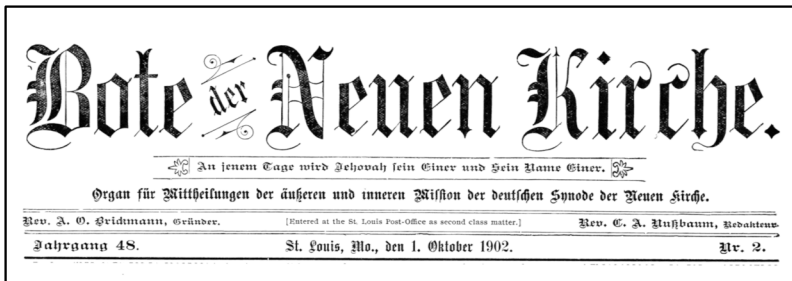 Bote der Neuen Kirche.
An jenem Tage wird Jehovah sein Einer und Sein Name Einer.
Organ für Mittheilungen der äußeren und inneren Mission der deutschen Synode der Neuen Kirche.
Rev. A. O. Brickmann, Gründer. [Entered at the St. Louis Post-Office as second class matter.] Rev. C. A. Nußbaum, Redakteur.
Jahrgang 48. St. Louis, Mo., den 1. Oktober 1902. Nr. 2.